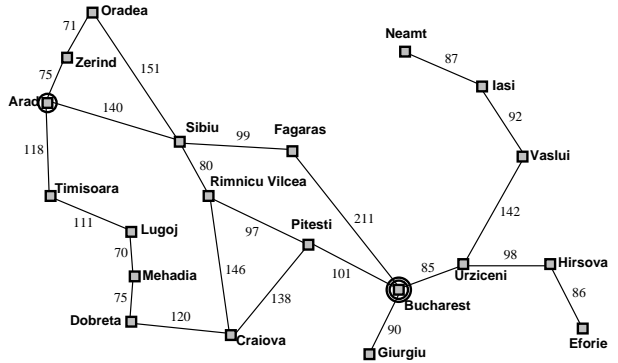 Oradea
71
Neamt
Zerind
87
75
151
Iasi
Arad
140
92
Sibiu
Fagaras
99
118
Vaslui
80
Timisoara
Rimnicu Vilcea
211
142
111
Lugoj
97
Pitesti
70
98
Mehadia
146
101
85
Urziceni
Hirsova
75
138
86
Bucharest
Dobreta
120
90
Craiova
Eforie
Giurgiu